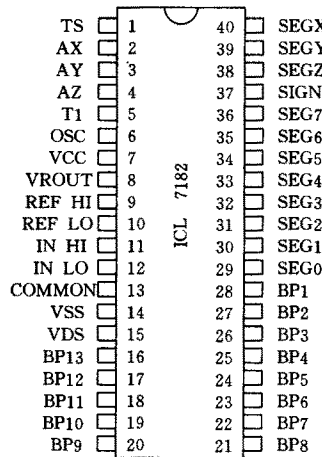 TS 1 40 SEGX
AX 2 39 SEGY
AY 3 38 SEGZ
AZ 4 37 SIGN
T1 5 36 SEG7
OSC 6 35 SEG6
VCC 7 34 SEG5
VROUT 8 33 SEG4
REF HI 9 32 SEG3
REF LO 10 31 SEG2
IN HI 11 30 SEG1
IN LO 12 29 SEG0
COMMON 13 28 BP1
VSS 14 27 BP2
VDS 15 26 BP3
BP13 16 25 BP4
BP12 17 24 BP5
BP11 18 23 BP6
BP10 19 22 BP7
BP9 20 21 BP8
ICL 7182